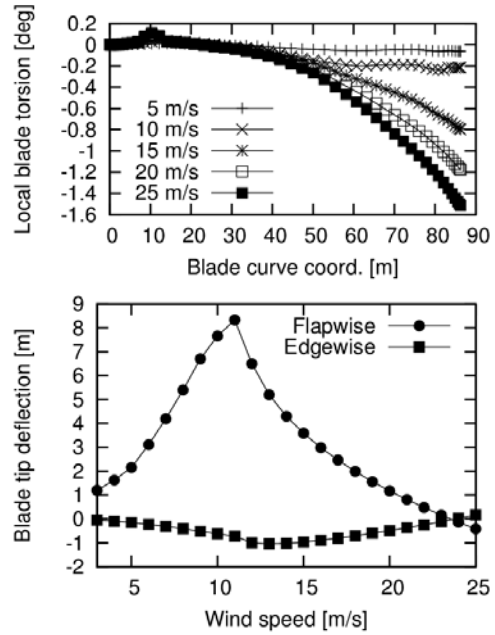 Local blade torsion [deg]
0.2
0
-0.2
-0.4
-0.6
-0.8
-1
-1.2
-1.4
-1.6
5 m/s
10 m/s
15 m/s
20 m/s
25 m/s
0 10 20 30 40 50 60 70 80 90
Blade curve coord. [m]
Blade tip deflection [m]
9
8
7
6
5
4
3
2
1
0
-1
-2
Flapwise
Edgewise
5 10 15 20 25
Wind speed [m/s]